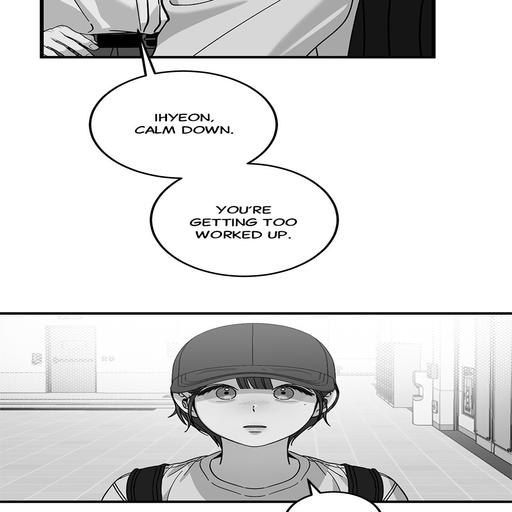 IHYEON,
CALM DOWN.
YOU'RE
GETTING TOO
WORKED UP.